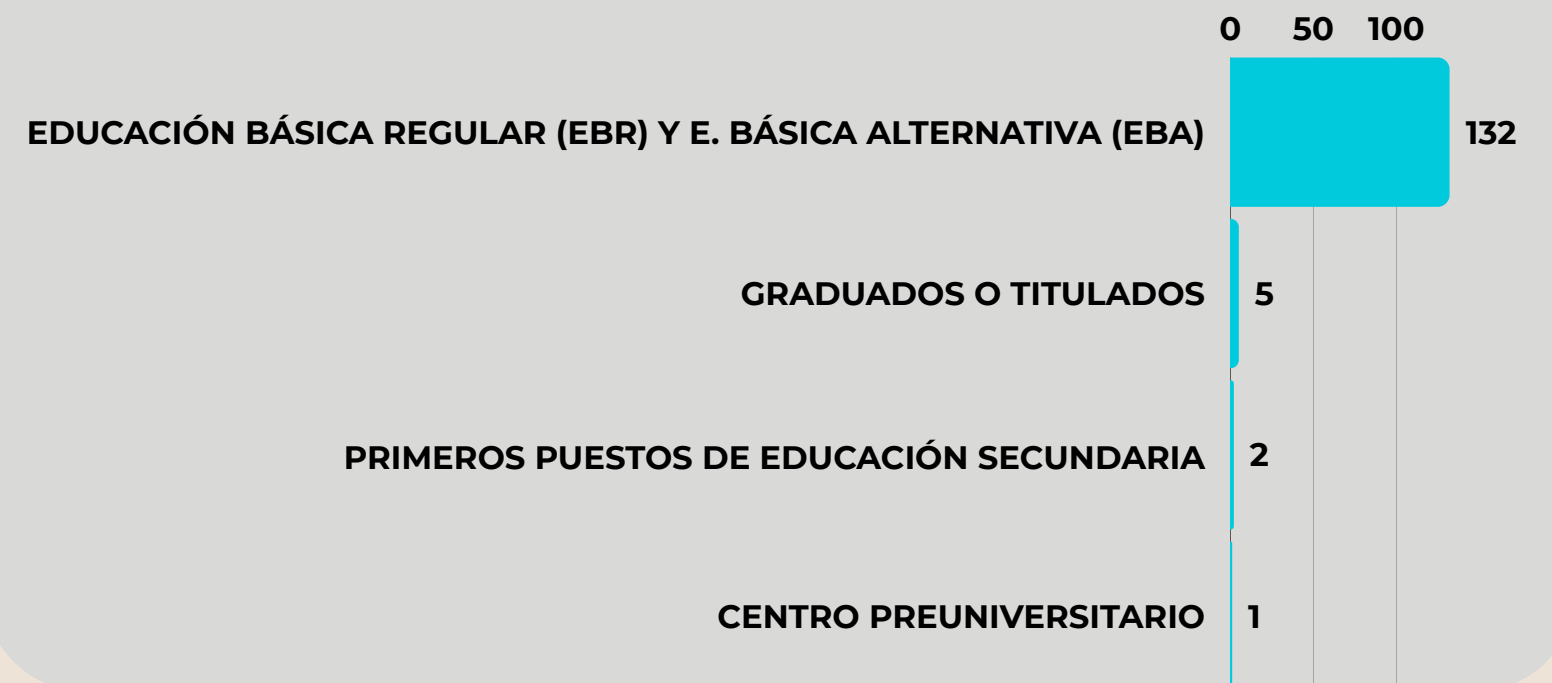 0 50 100
EDUCACIÓN BÁSICA REGULAR (EBR) Y E. BÁSICA ALTERNATIVA (EBA) 132
GRADUADOS O TITULADOS 5
PRIMEROS PUESTOS DE EDUCACIÓN SECUNDARIA 2
CENTRO PREUNIVERSITARIO 1